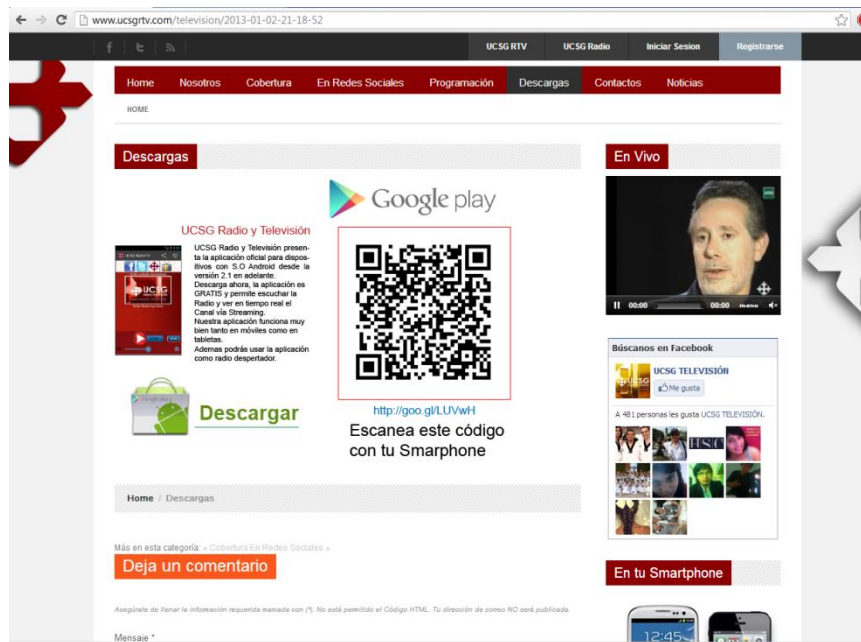 www.ucsgrtv.com/television/2013-01-02-21-18-52
UCSG RTV UCSG Radio Iniciar Sesion Registrarse
Home Nosotros Cobertura En Redes Sociales Programación Descargas Contactos Noticias
HOME
Descargas
Google play
UCSG Radio y Televisión
UCSG Radio y Televisión presen-
ta la aplicación oficial para dispos-
itivos con S.O Android desde la
versión 2.1 en adelante.
Descarga ahora, la aplicación es
GRATIS y permite escuchar la
Radio y ver en tiempo real el
Canal vía Streaming.
Nuestra aplicación funciona muy
bien tanto en móviles como en
tabletas.
Ademas podrás usar la aplicación
como radio despertador.
UCSG
Descargar
http://goo.gl/LUVwH
Escanea este código
con tu Smarphone
Home / Descargas
Más en esta categoría: « Cobertura En Redes Sociales »
Deja un comentario
Asegúrate de llenar la información requerida marcada con (*). No está permitido el Código HTML. Tu dirección de correo NO será publicada.
Mensaje *
En Vivo
00:00 00:00 menu
Búscanos en Facebook
UCSG TELEVISIÓN
Me gusta
A 481 personas les gusta UCSG TELEVISIÓN.
HSC
En tu Smartphone
12:45